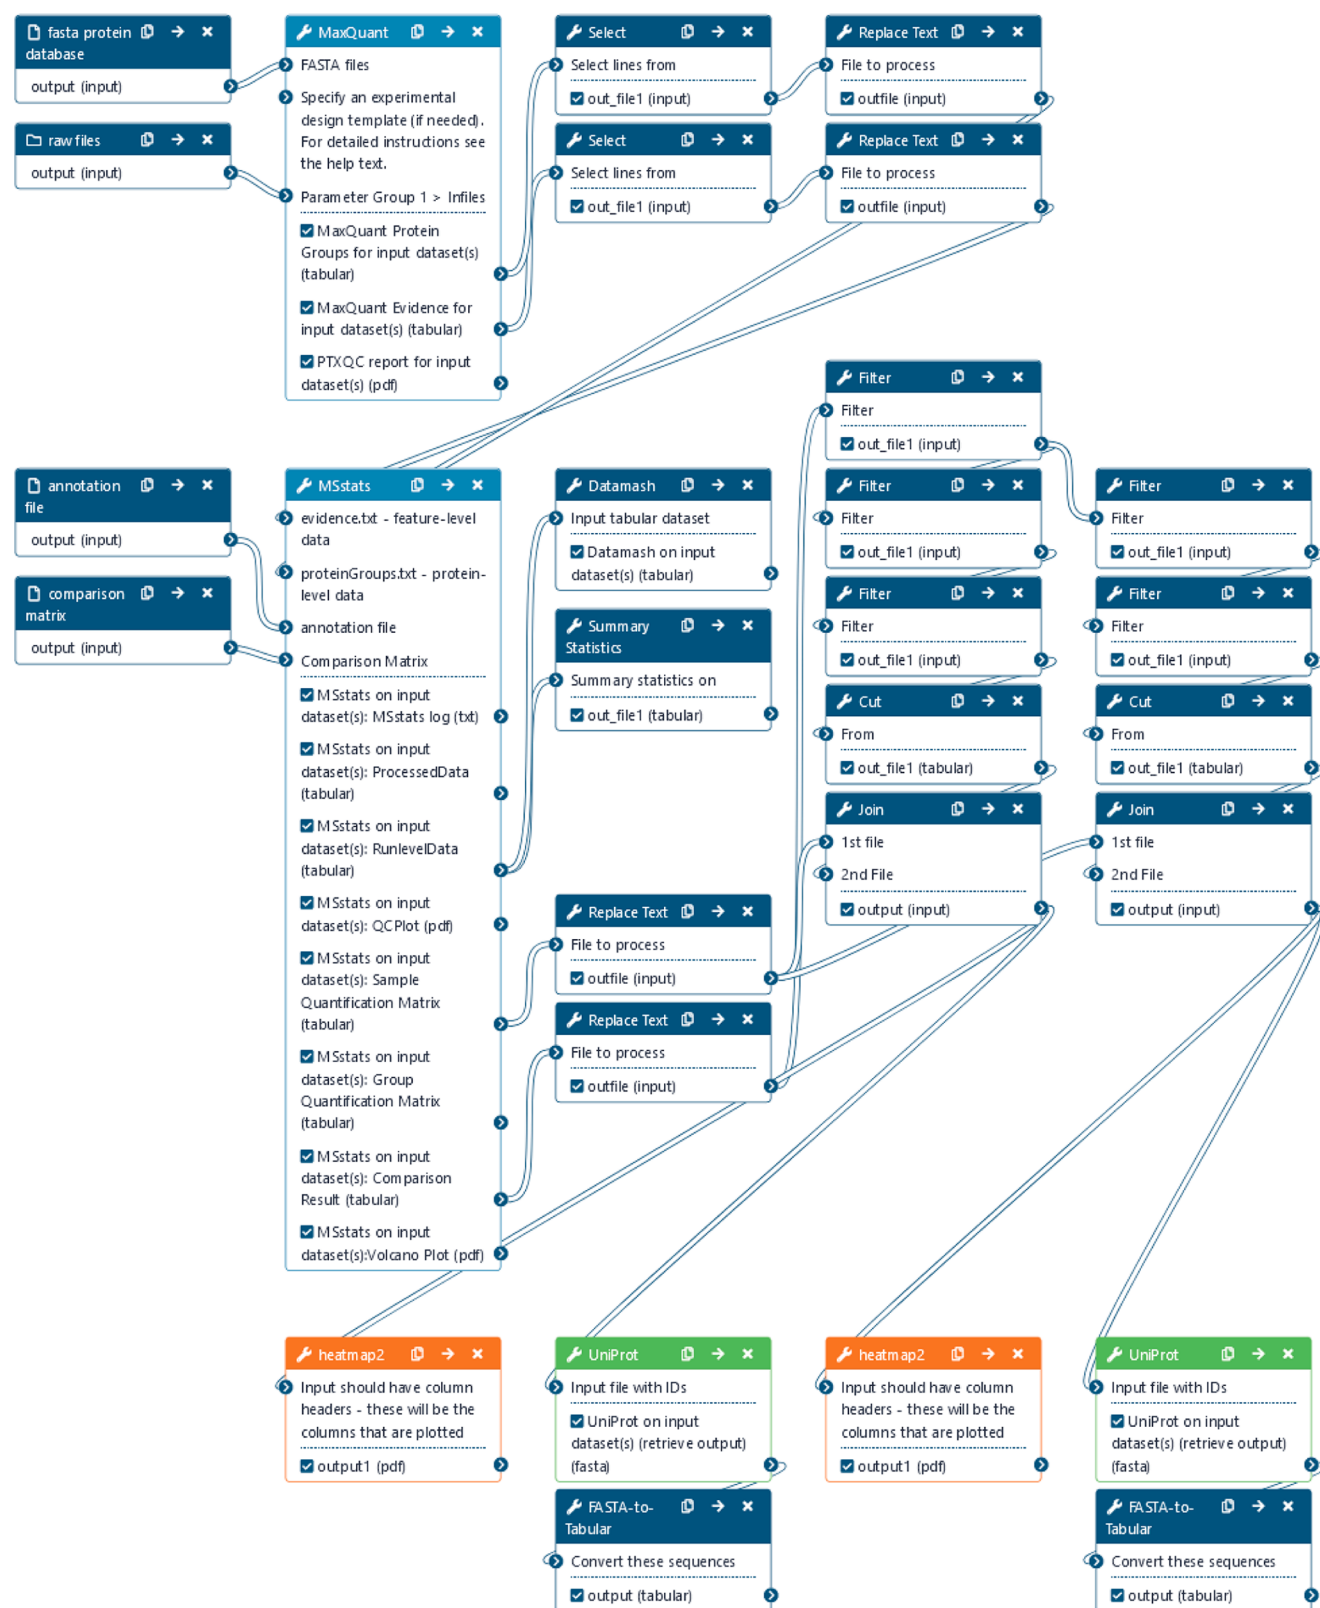 fasta protein
database
output (input)
raw files
output (input)
MaxQuant
FASTA files
Specify an experimental
design template (if needed).
For detailed instructions see
the help text.
Parameter Group 1 > Infiles
MaxQuant Protein
Groups for input dataset(s)
(tabular)
MaxQuant Evidence for
input dataset(s) (tabular)
PTXQC report for input
dataset(s) (pdf)
Select
Select lines from
out_file1 (input)
Select
Select lines from
out_file1 (input)
Replace Text
File to process
outfile (input)
Replace Text
File to process
outfile (input)
annotation
file
output (input)
comparison
matrix
output (input)
MSstats
evidence.txt - feature-level
data
proteinGroups.txt - protein-
level data
annotation file
Comparison Matrix
MSstats on input
dataset(s): MSstats log (txt)
MSstats on input
dataset(s): ProcessedData
(tabular)
MSstats on input
dataset(s): RunlevelData
(tabular)
MSstats on input
dataset(s): QCPlot (pdf)
MSstats on input
dataset(s): Sample
Quantification Matrix
(tabular)
MSstats on input
dataset(s): Group
Quantification Matrix
(tabular)
MSstats on input
dataset(s): Comparison
Result (tabular)
MSstats on input
dataset(s):Volcano Plot (pdf)
Datamash
Input tabular dataset
Datamash on input
dataset(s) (tabular)
Summary
Statistics
Summary statistics on
out_file1 (tabular)
Replace Text
File to process
outfile (input)
Replace Text
File to process
outfile (input)
Filter
Filter
out_file1 (input)
Filter
Filter
out_file1 (input)
Filter
Filter
out_file1 (input)
Cut
From
out_file1 (tabular)
Join
1st file
2nd File
output (input)
Filter
Filter
out_file1 (input)
Filter
Filter
out_file1 (input)
Cut
From
out_file1 (tabular)
Join
1st file
2nd File
output (input)
heatmap2
Input should have column
headers - these will be the
columns that are plotted
output1 (pdf)
UniProt
Input file with IDs
UniProt on input
dataset(s) (retrieve output)
(fasta)
FASTA-to-
Tabular
Convert these sequences
output (tabular)
heatmap2
Input should have column
headers - these will be the
columns that are plotted
output1 (pdf)
UniProt
Input file with IDs
UniProt on input
dataset(s) (retrieve output)
(fasta)
FASTA-to-
Tabular
Convert these sequences
output (tabular)